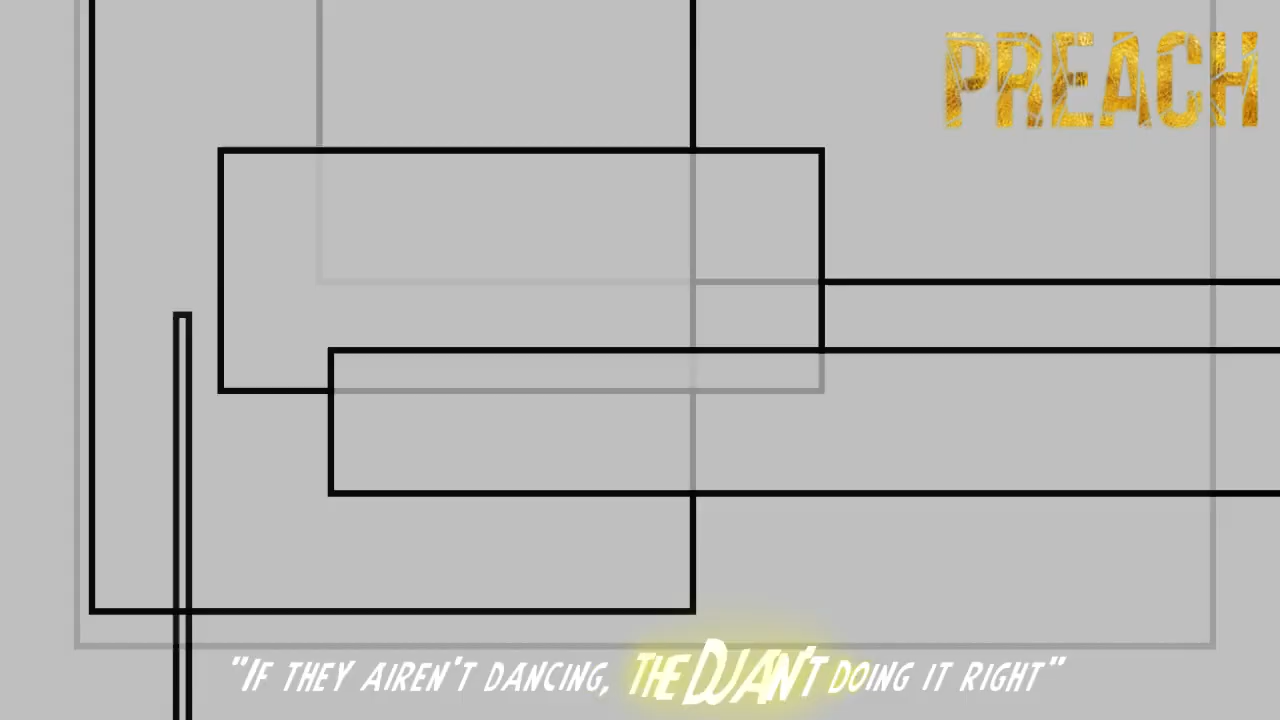 PREACH
"IF THEY AIREN'T DANCING, THE DJ AIN'T DOING IT RIGHT"